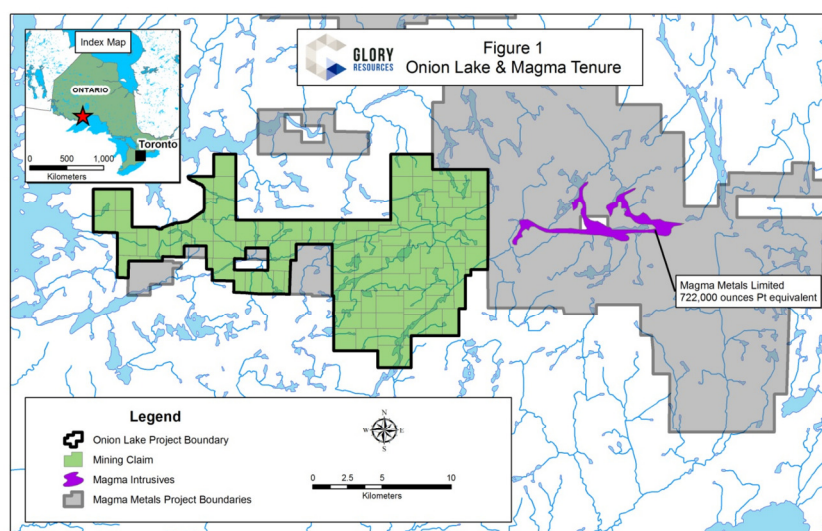 Index Map
ONTARIO
Toronto
0 500 1,000
Kilometers
GLORY
RESOURCES
Figure 1
Onion Lake & Magma Tenure
Magma Metals Limited
722,000 ounces Pt equivalent
Legend
Onion Lake Project Boundary
Mining Claim
Magma Intrusives
Magma Metals Project Boundaries
N
W E
S
0 2.5 5 10
Kilometers